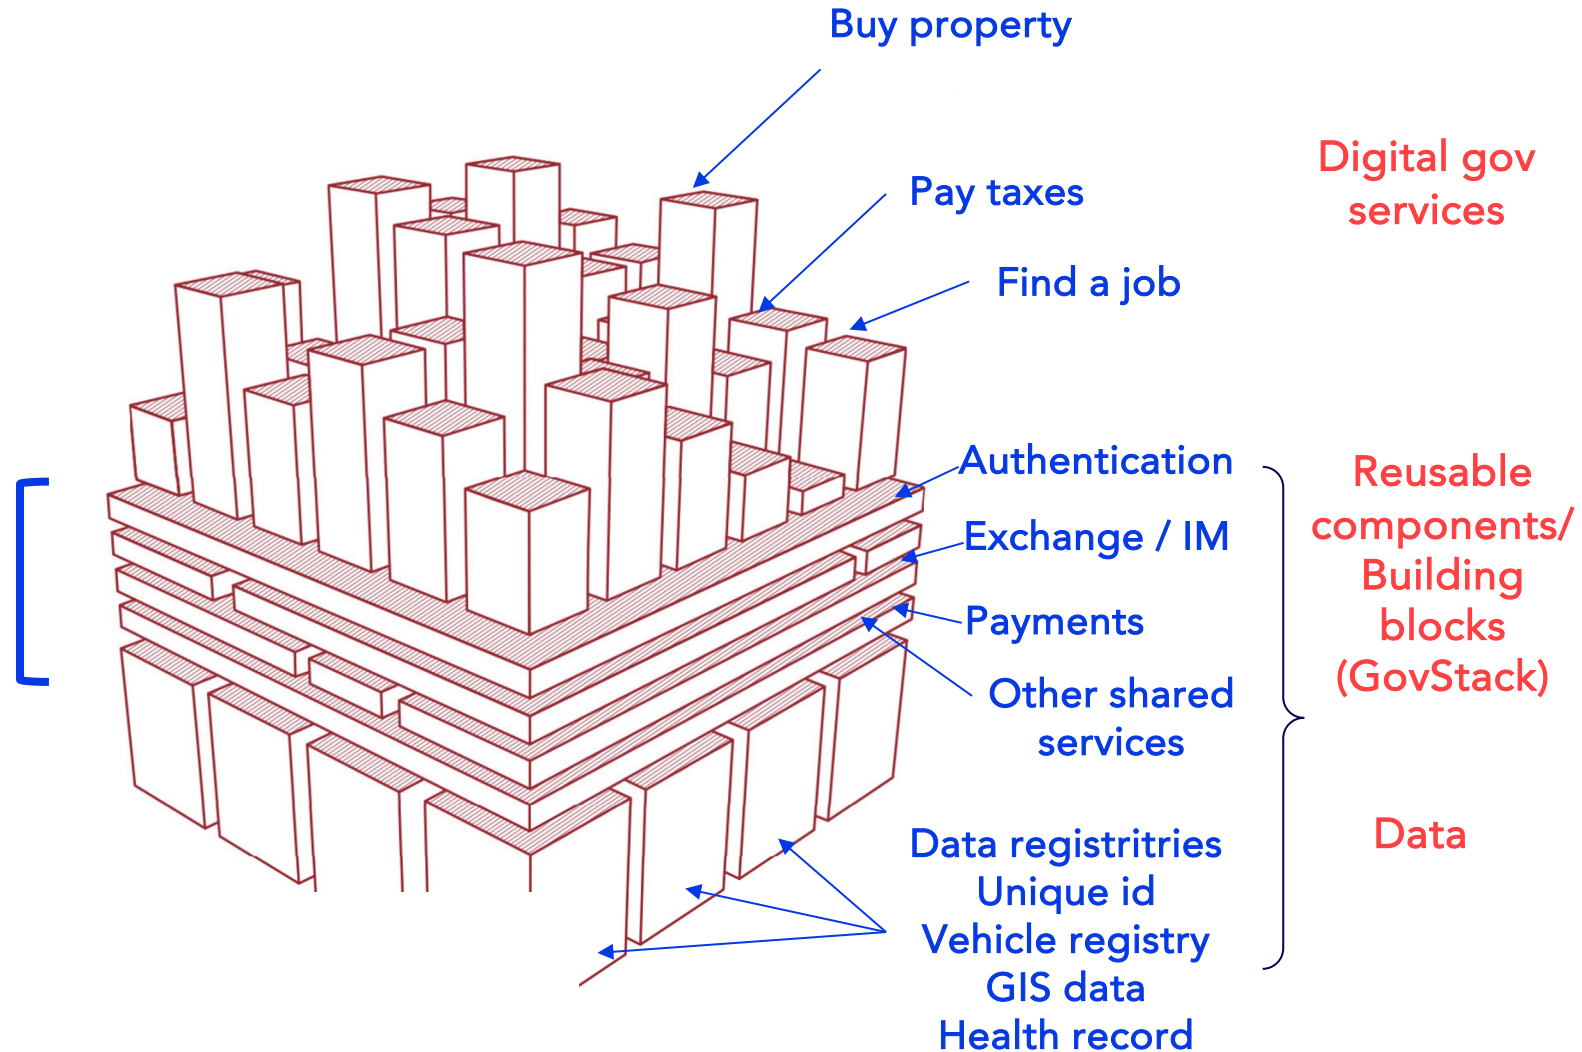 Buy property
Pay taxes
Find a job
Digital gov
services
Authentication
Exchange / IM
Payments
Other shared
services
Reusable
components/
Building
blocks
(GovStack)
Data registritries
Unique id
Vehicle registry
GIS data
Health record
Data